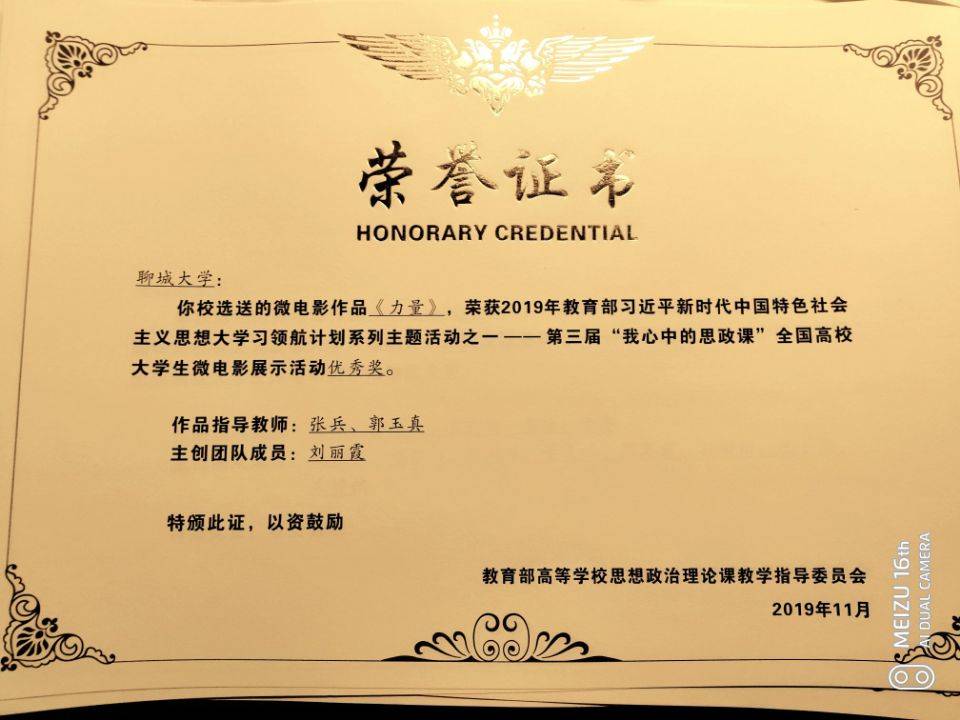 荣誉证书
HONORARY CREDENTIAL
聊城大学：
你校选送的微电影作品《力量》，荣获2019年教育部习近平新时代中国特色社会
主义思想大学习领航计划系列主题活动之一——第三届“我心中的思政课”全国高校
大学生微电影展示活动优秀奖。
作品指导教师：张兵、郭玉真
主创团队成员：刘丽霞
特颁此证，以资鼓励
教育部高等学校思想政治理论课教学指导委员会
2019年11月
MEIZU 16th
AI DUAL CAMERA